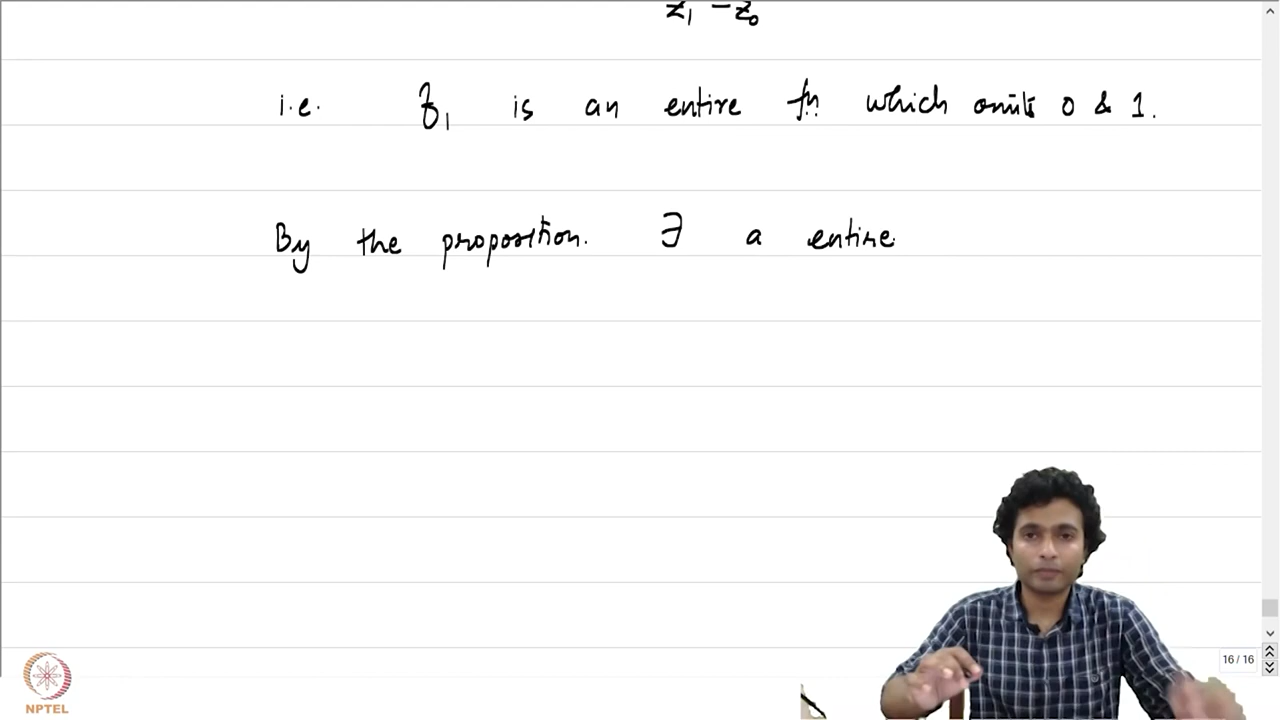 z₁ - z₀
i.e. f₁ is an entire fn. which omits 0 & 1.
By the proposition. ∃ a entire
16 / 16
NPTEL